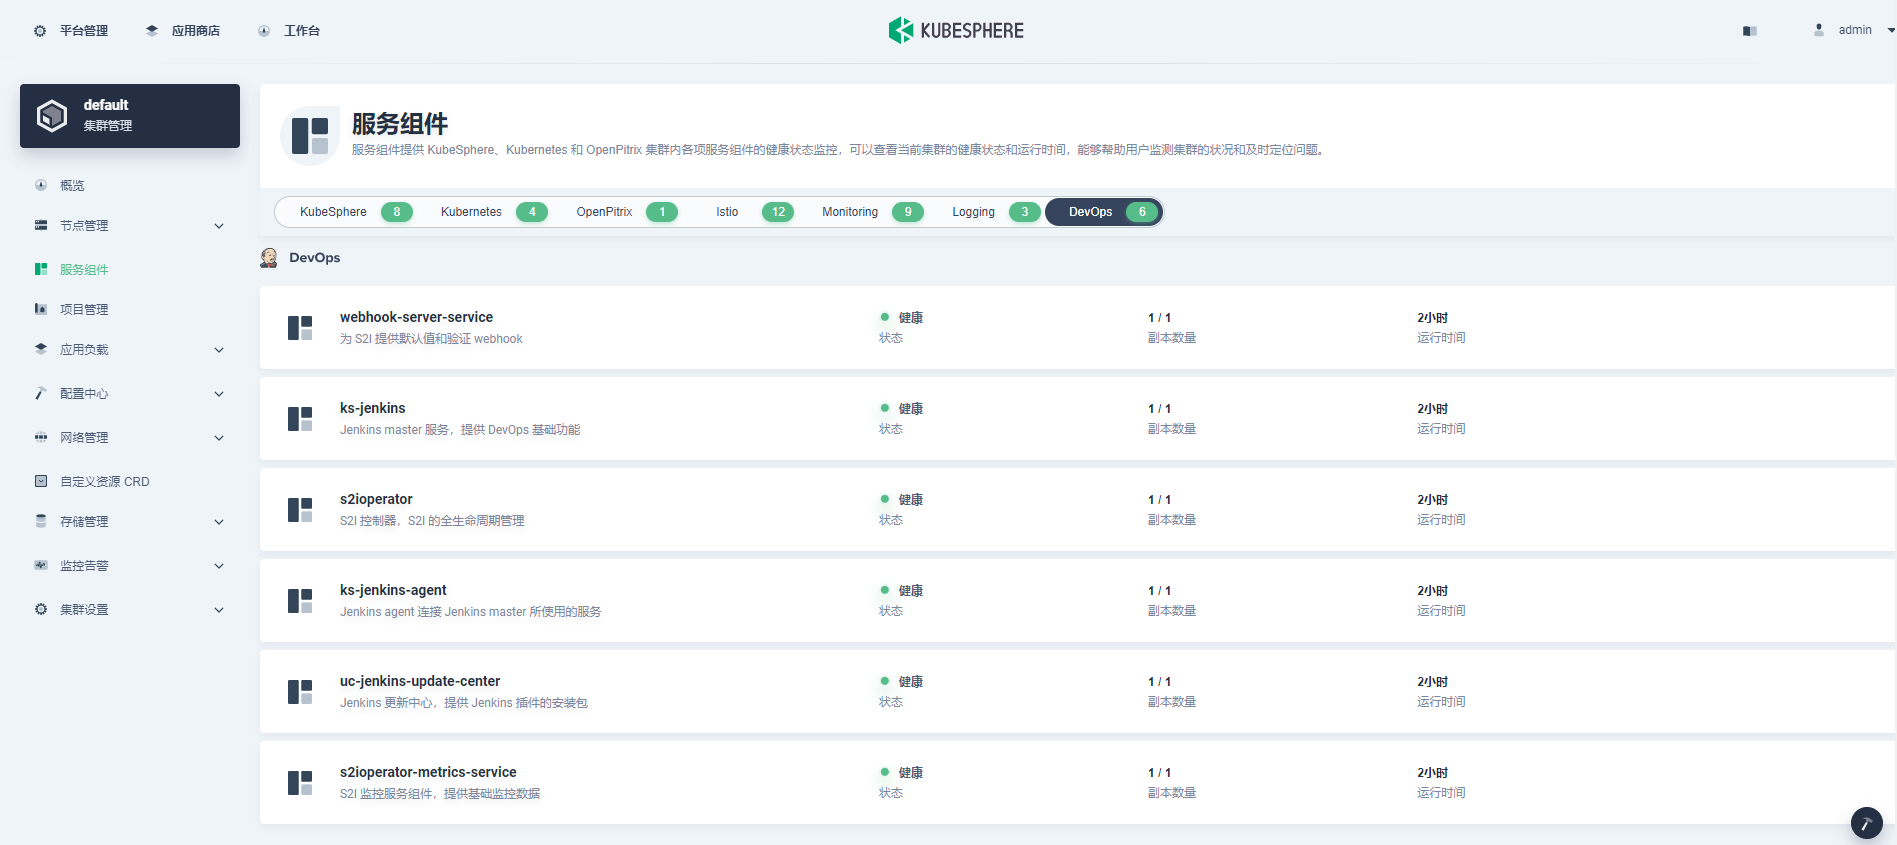 平台管理 应用商店 工作台 KUBESPHERE admin
default
集群管理
概览
节点管理
服务组件
项目管理
应用负载
配置中心
网络管理
自定义资源 CRD
存储管理
监控告警
集群设置
服务组件
服务组件提供 KubeSphere、Kubernetes 和 OpenPitrix 集群内各项服务组件的健康状态监控，可以查看当前集群的健康状态和运行时间，能够帮助用户监测集群的状况和及时定位问题。
KubeSphere 8 Kubernetes 4 OpenPitrix 1 Istio 12 Monitoring 9 Logging 3 DevOps 6
DevOps
webhook-server-service 健康 1 / 1 2小时
为 S2I 提供默认值和验证 webhook 状态 副本数量 运行时间
ks-jenkins 健康 1 / 1 2小时
Jenkins master 服务，提供 DevOps 基础功能 状态 副本数量 运行时间
s2ioperator 健康 1 / 1 2小时
S2I 控制器，S2I 的全生命周期管理 状态 副本数量 运行时间
ks-jenkins-agent 健康 1 / 1 2小时
Jenkins agent 连接 Jenkins master 所使用的服务 状态 副本数量 运行时间
uc-jenkins-update-center 健康 1 / 1 2小时
Jenkins 更新中心，提供 Jenkins 插件的安装包 状态 副本数量 运行时间
s2ioperator-metrics-service 健康 1 / 1 2小时
S2I 监控服务组件，提供基础监控数据 状态 副本数量 运行时间